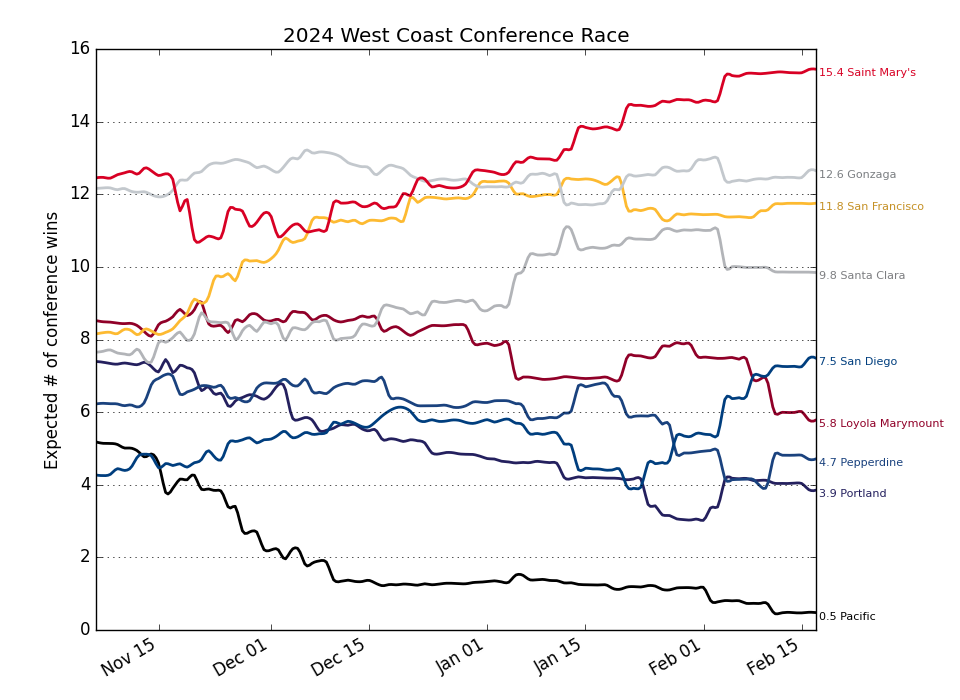 2024 West Coast Conference Race
Expected # of conference wins
16
14
12
10
8
6
4
2
0
15.4 Saint Mary's
12.6 Gonzaga
11.8 San Francisco
9.8 Santa Clara
7.5 San Diego
5.8 Loyola Marymount
4.7 Pepperdine
3.9 Portland
0.5 Pacific
Nov 15
Dec 01
Dec 15
Jan 01
Jan 15
Feb 01
Feb 15